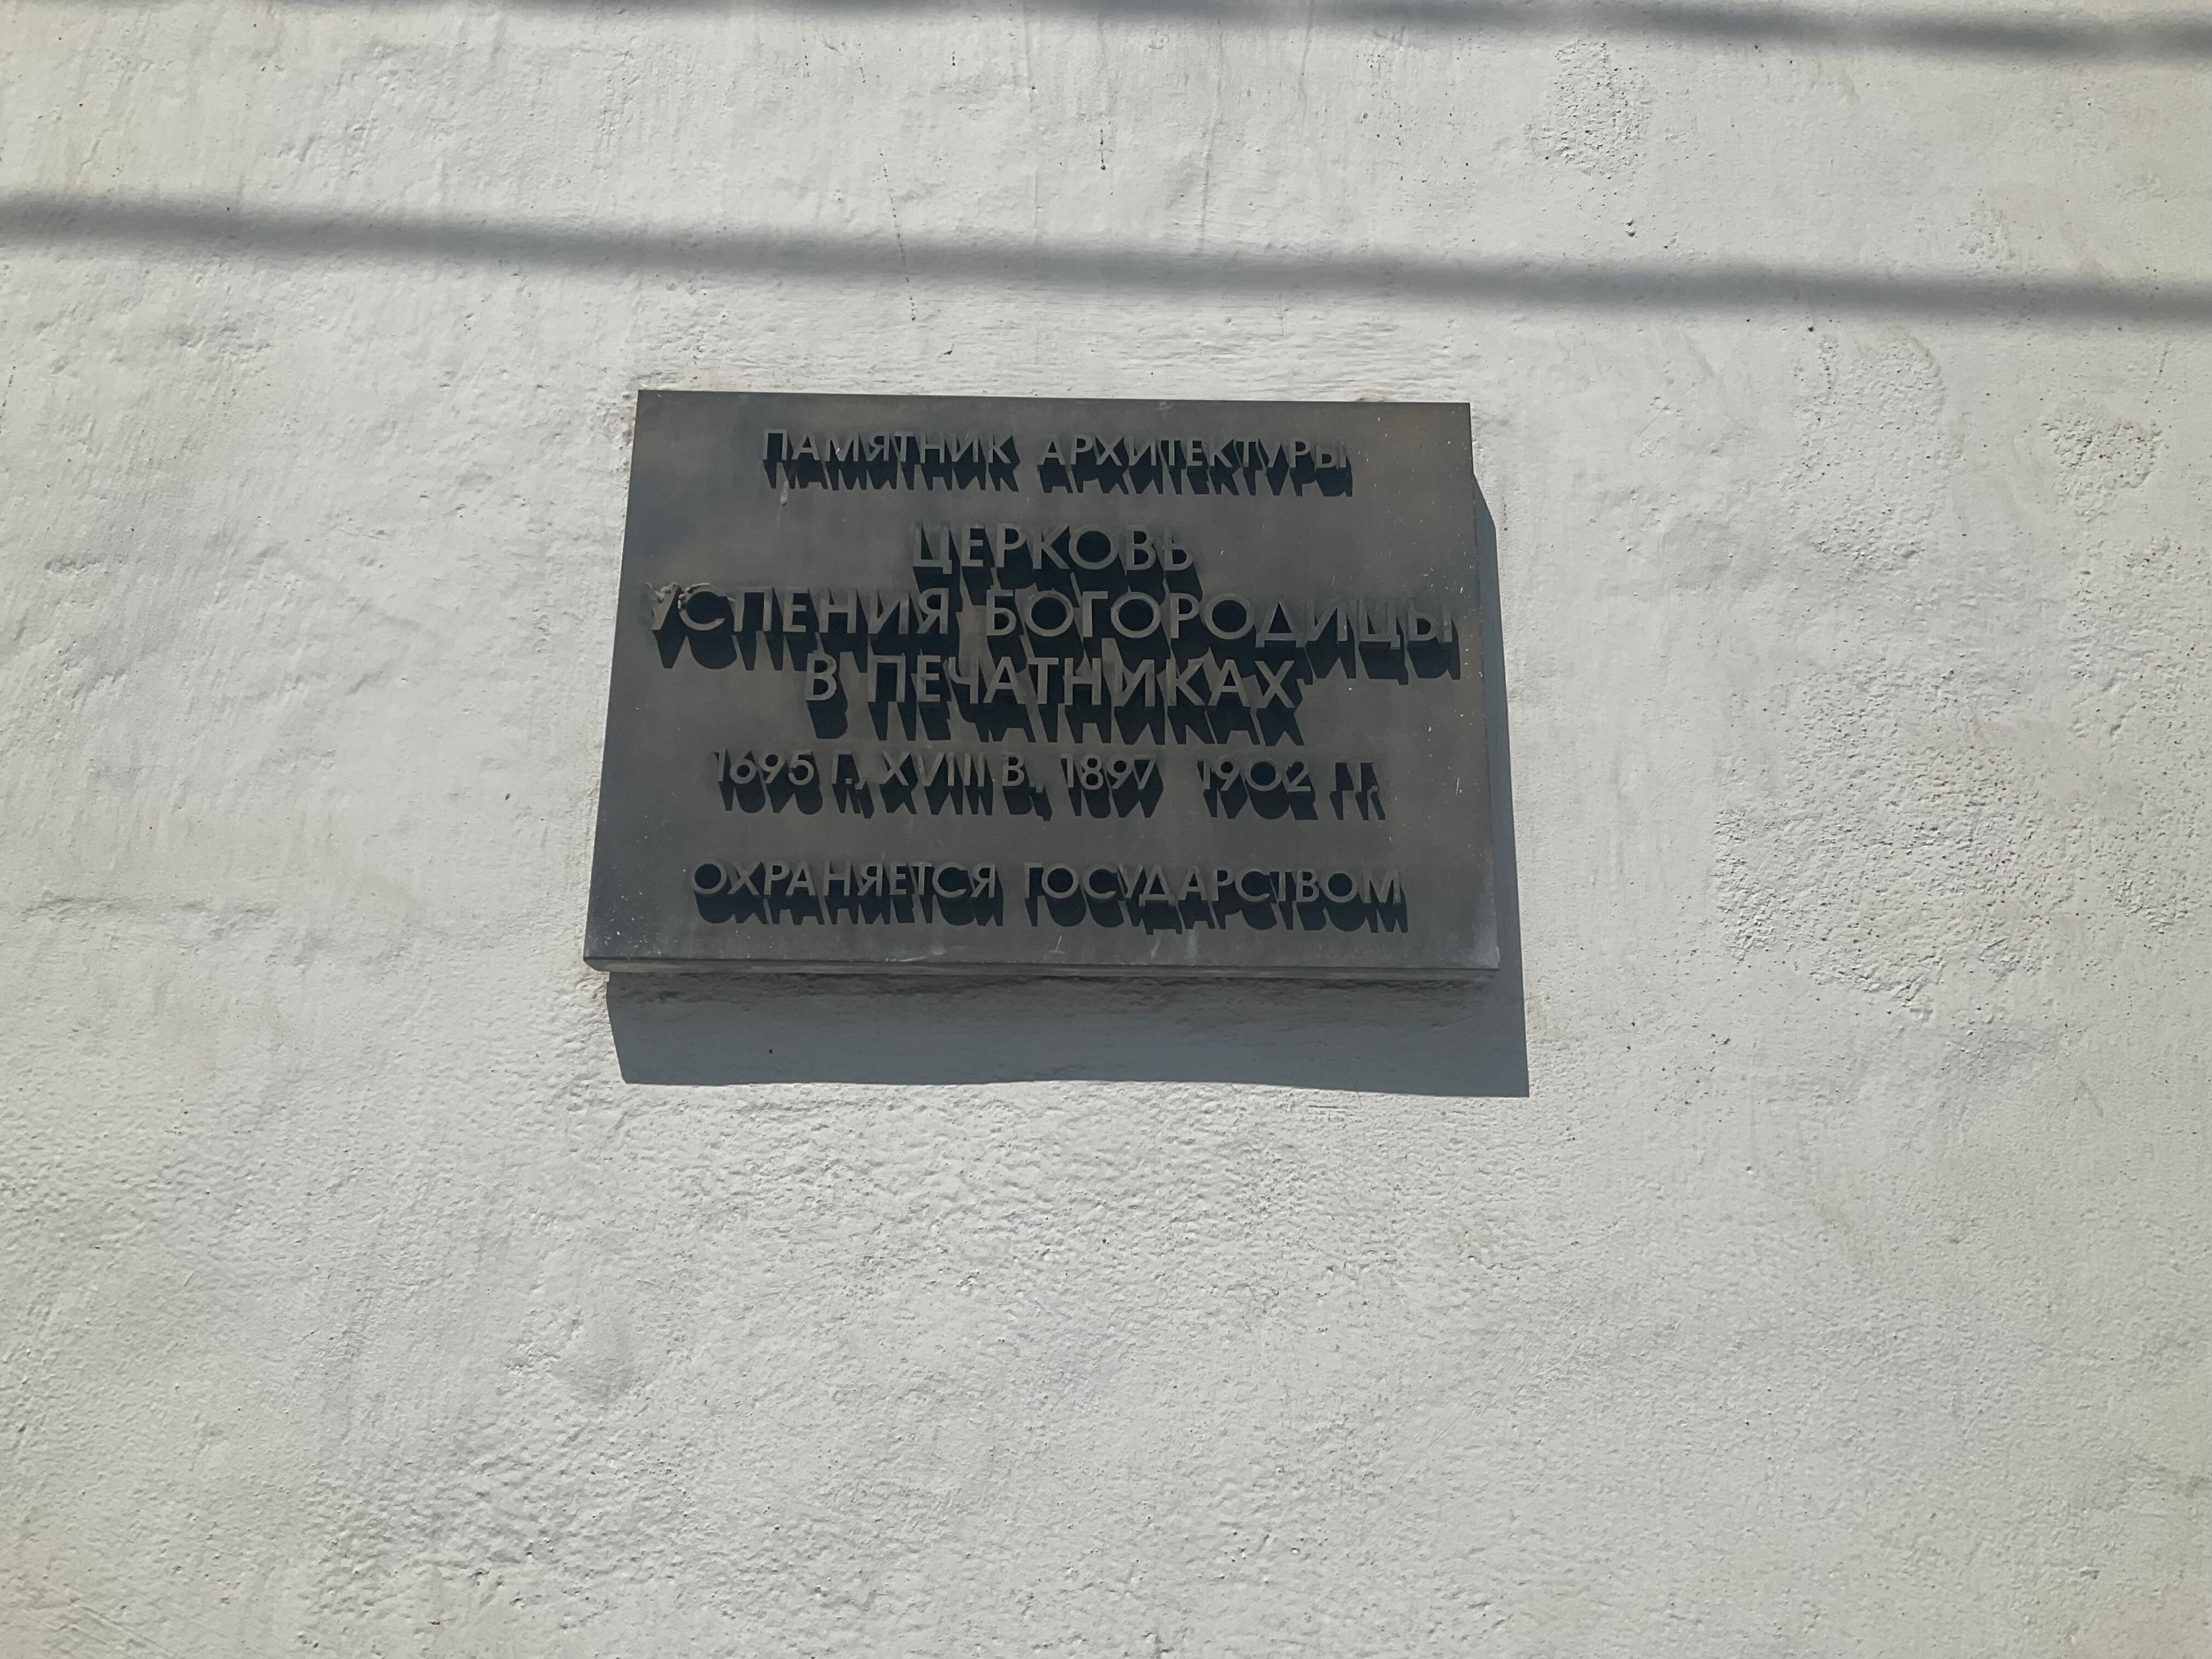 ПАМЯТНИК АРХИТЕКТУРЫ
ЦЕРКОВЬ
УСПЕНИЯ БОГОРОДИЦЫ
В ПЕЧАТНИКАХ
1695 Г., XVIII В., 1897 1902 ГГ.
ОХРАНЯЕТСЯ ГОСУДАРСТВОМ